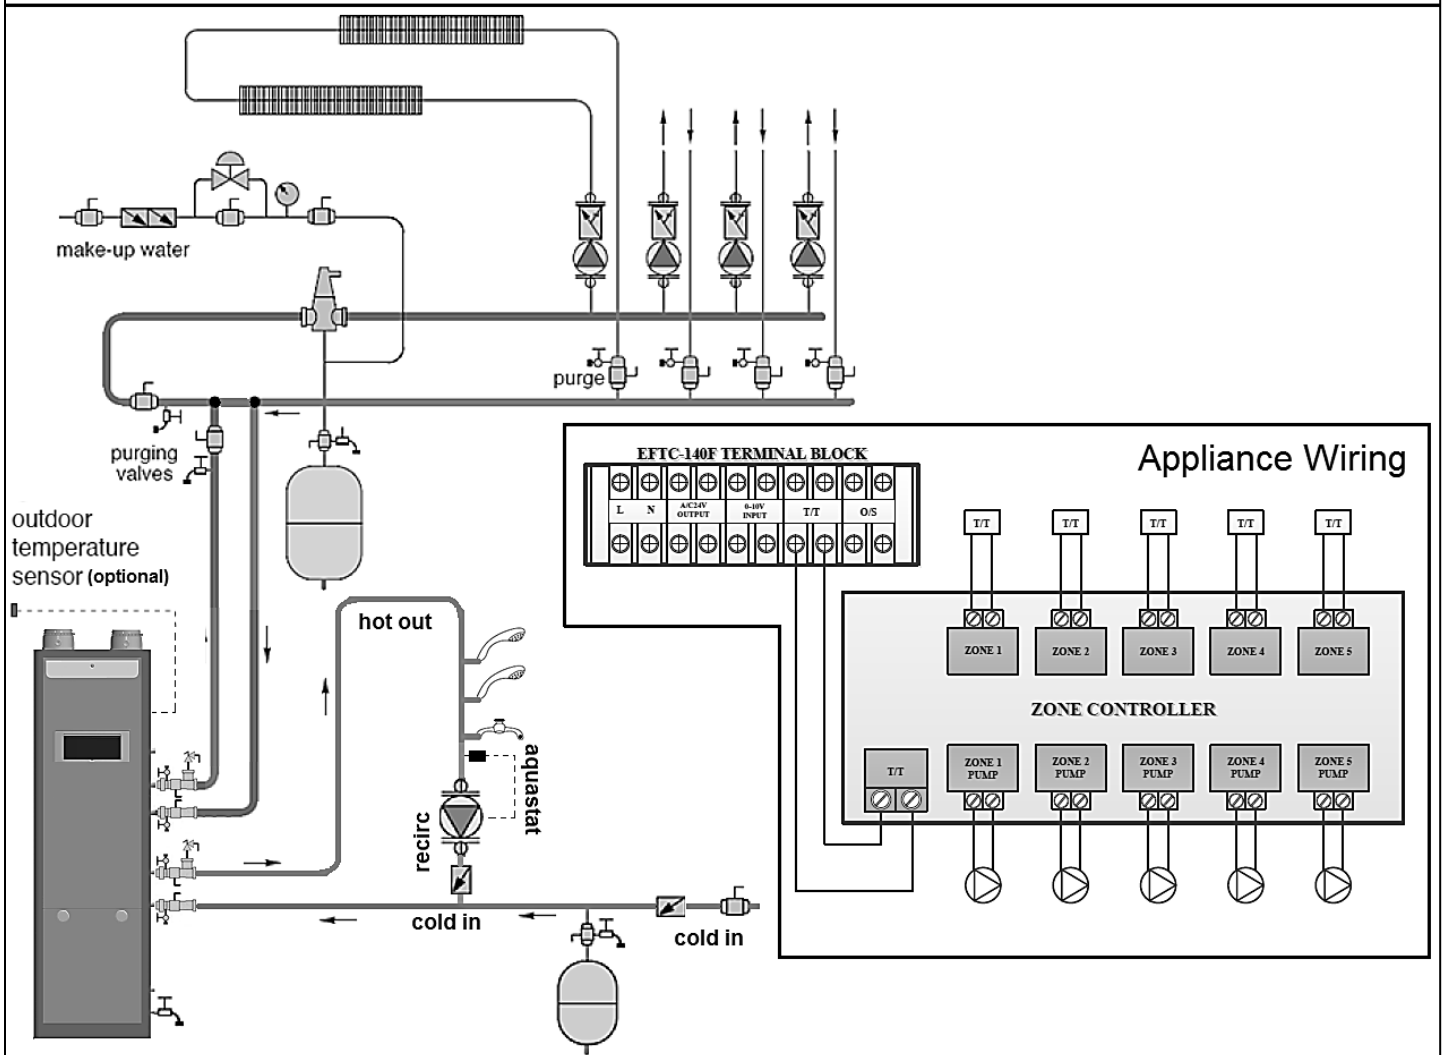 make-up water
purge
purging
valves
outdoor
temperature
sensor (optional)
hot out
aquastat
recirc
cold in
cold in
Appliance Wiring
EFTC-140F TERMINAL BLOCK
L N A/C24V OUTPUT 0-10V INPUT T/T O/S
T/T T/T T/T T/T T/T
ZONE 1 ZONE 2 ZONE 3 ZONE 4 ZONE 5
ZONE CONTROLLER
T/T
ZONE 1 PUMP
ZONE 2 PUMP
ZONE 3 PUMP
ZONE 4 PUMP
ZONE 5 PUMP